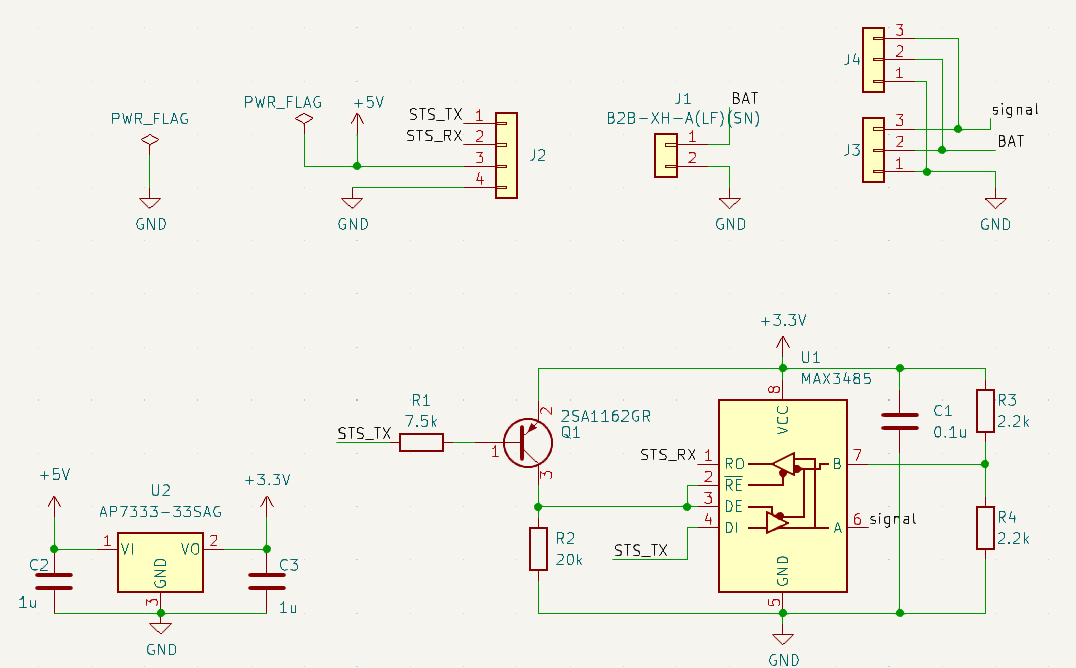 PWR_FLAG
GND
PWR_FLAG
+5V
STS_TX
STS_RX
1
2
3
4
J2
GND
J1
BAT
B2B-XH-A(LF)(SN)
1
2
GND
J4
3
2
1
J3
3
2
1
signal
BAT
GND
+5V
U2
AP7333-33SAG
+3.3V
1
VI
VO
2
GND
3
C2
1u
C3
1u
GND
STS_TX
R1
7.5k
1
2
3
2SA1162GR
Q1
R2
20k
+3.3V
U1
MAX3485
8
VCC
STS_RX
1
RO
2
RE
3
DE
4
DI
STS_TX
B
7
A
6
signal
GND
5
GND
C1
0.1u
R3
2.2k
R4
2.2k